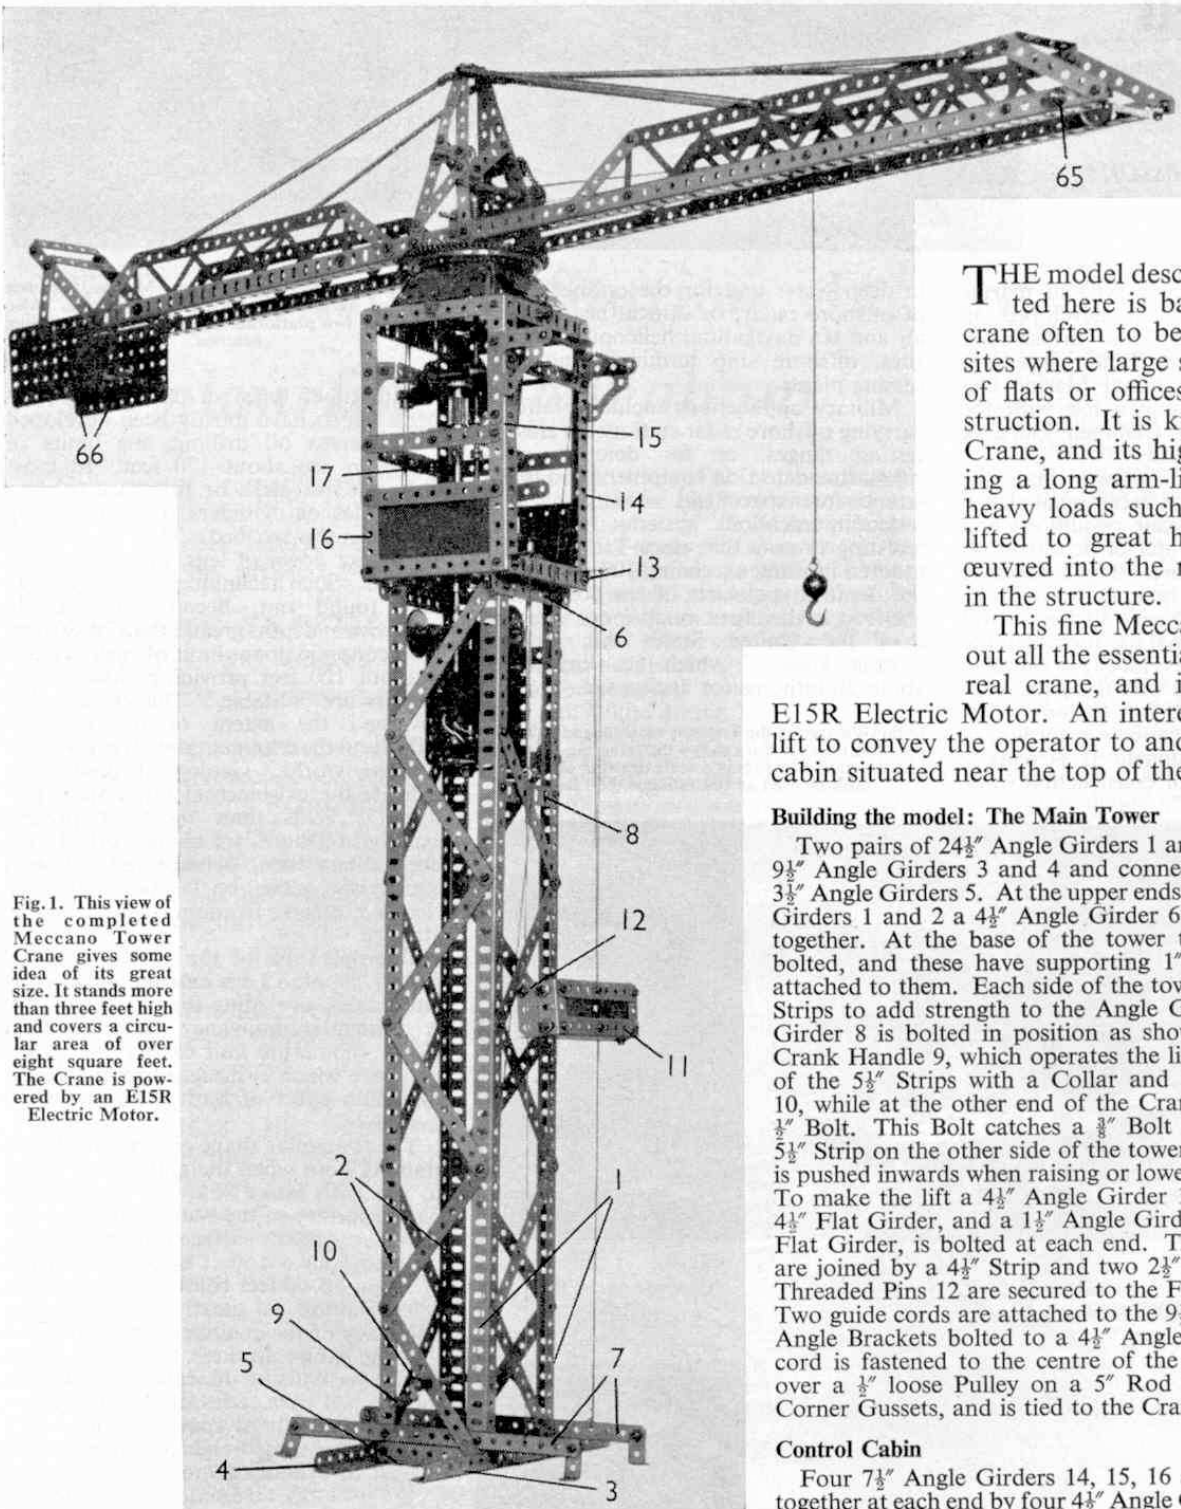 65
66
15
14
17
16
13
6
8
12
11
2
1
10
9
5
7
4
3
Fig. 1. This view of
the completed
Meccano Tower
Crane gives some
idea of its great
size. It stands more
than three feet high
and covers a circu-
lar area of over
eight square feet.
The Crane is pow-
ered by an E15R
Electric Motor.
THE model desc
ted here is ba
crane often to be
sites where large s
of flats or offices
struction. It is k
Crane, and its hig
ing a long arm-li
heavy loads such
lifted to great h
œuvred into the r
in the structure.
This fine Mecca
out all the essentia
real crane, and i
E15R Electric Motor. An intere
lift to convey the operator to and
cabin situated near the top of the
Building the model: The Main Tower
Two pairs of 24½″ Angle Girders 1 ar
9½″ Angle Girders 3 and 4 and conne
3½″ Angle Girders 5. At the upper ends
Girders 1 and 2 a 4½″ Angle Girder 6
together. At the base of the tower t
bolted, and these have supporting 1″
attached to them. Each side of the tov
Strips to add strength to the Angle G
Girder 8 is bolted in position as show
Crank Handle 9, which operates the li
of the 5½″ Strips with a Collar and
10, while at the other end of the Cran
½″ Bolt. This Bolt catches a ⅜″ Bolt
5½″ Strip on the other side of the tower
is pushed inwards when raising or lowe
To make the lift a 4½″ Angle Girder
4½″ Flat Girder, and a 1½″ Angle Gird
Flat Girder, is bolted at each end. T
are joined by a 4½″ Strip and two 2½″
Threaded Pins 12 are secured to the F
Two guide cords are attached to the 9
Angle Brackets bolted to a 4½″ Angle
cord is fastened to the centre of the
over a ½″ loose Pulley on a 5″ Rod
Corner Gussets, and is tied to the Cra
Control Cabin
Four 7½″ Angle Girders 14, 15, 16
together at each end by four 4½″ Angle